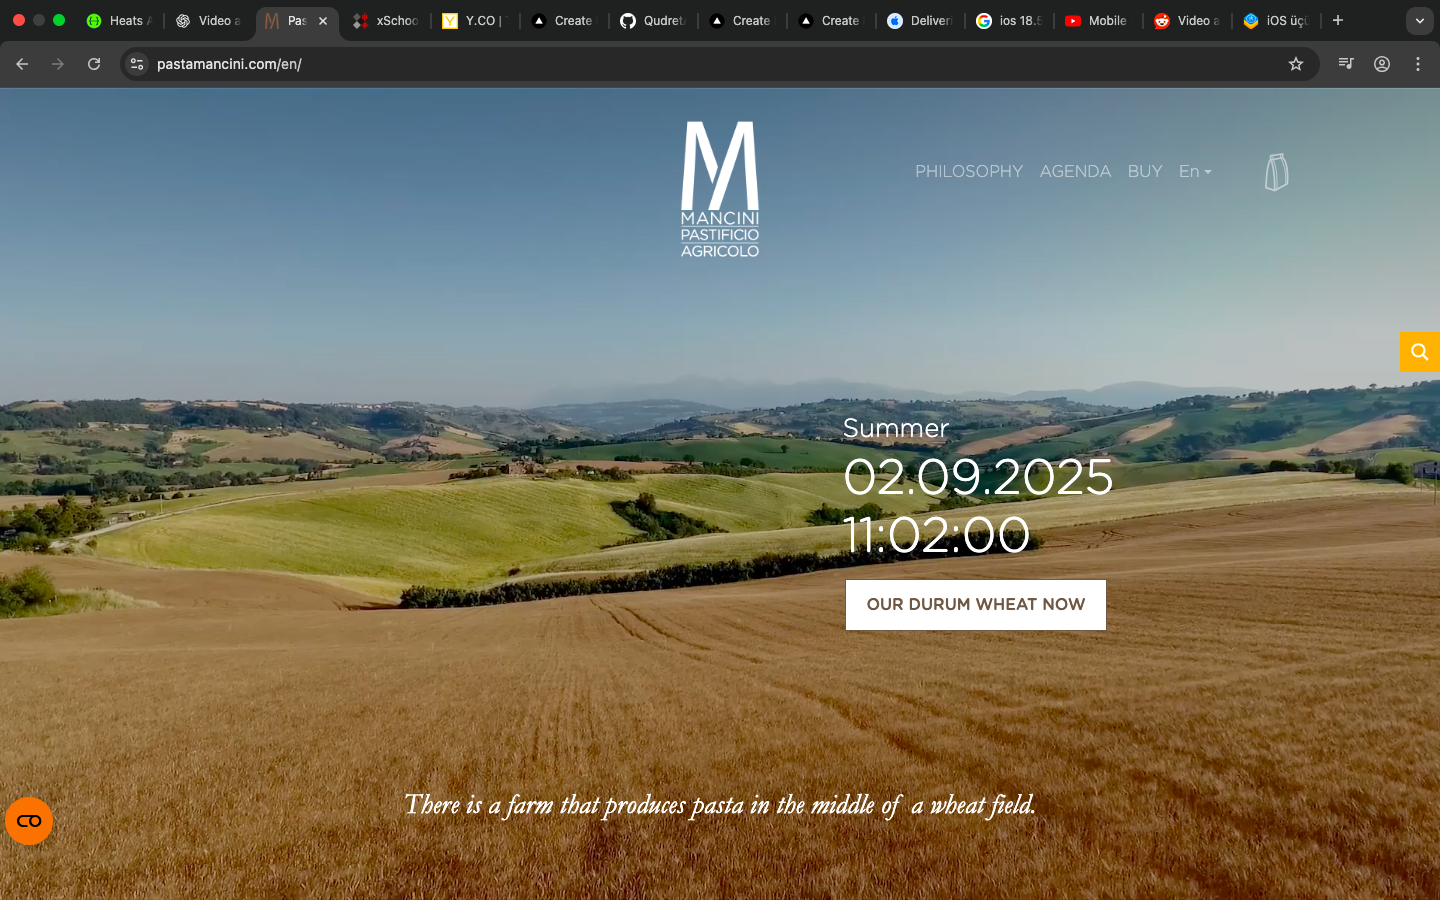 Heats A
Video a
Pas
xSchoo
Y.CO |
Create
Qudret
Create
Create
Deliveri
ios 18.5
Mobile
Video a
iOS üçü
pastamancini.com/en/
M
MANCINI
PASTIFICIO
AGRICOLO
PHILOSOPHY AGENDA BUY En
Summer
02.09.2025
11:02:00
OUR DURUM WHEAT NOW
There is a farm that produces pasta in the middle of a wheat field.